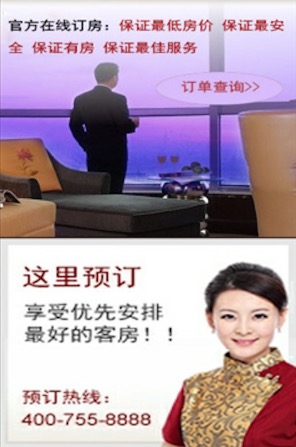 官方在线订房：保证最低房价 保证最安
全 保证有房 保证最佳服务
订单查询>>
这里预订
享受优先安排
最好的客房！！
预订热线：
400-755-8888